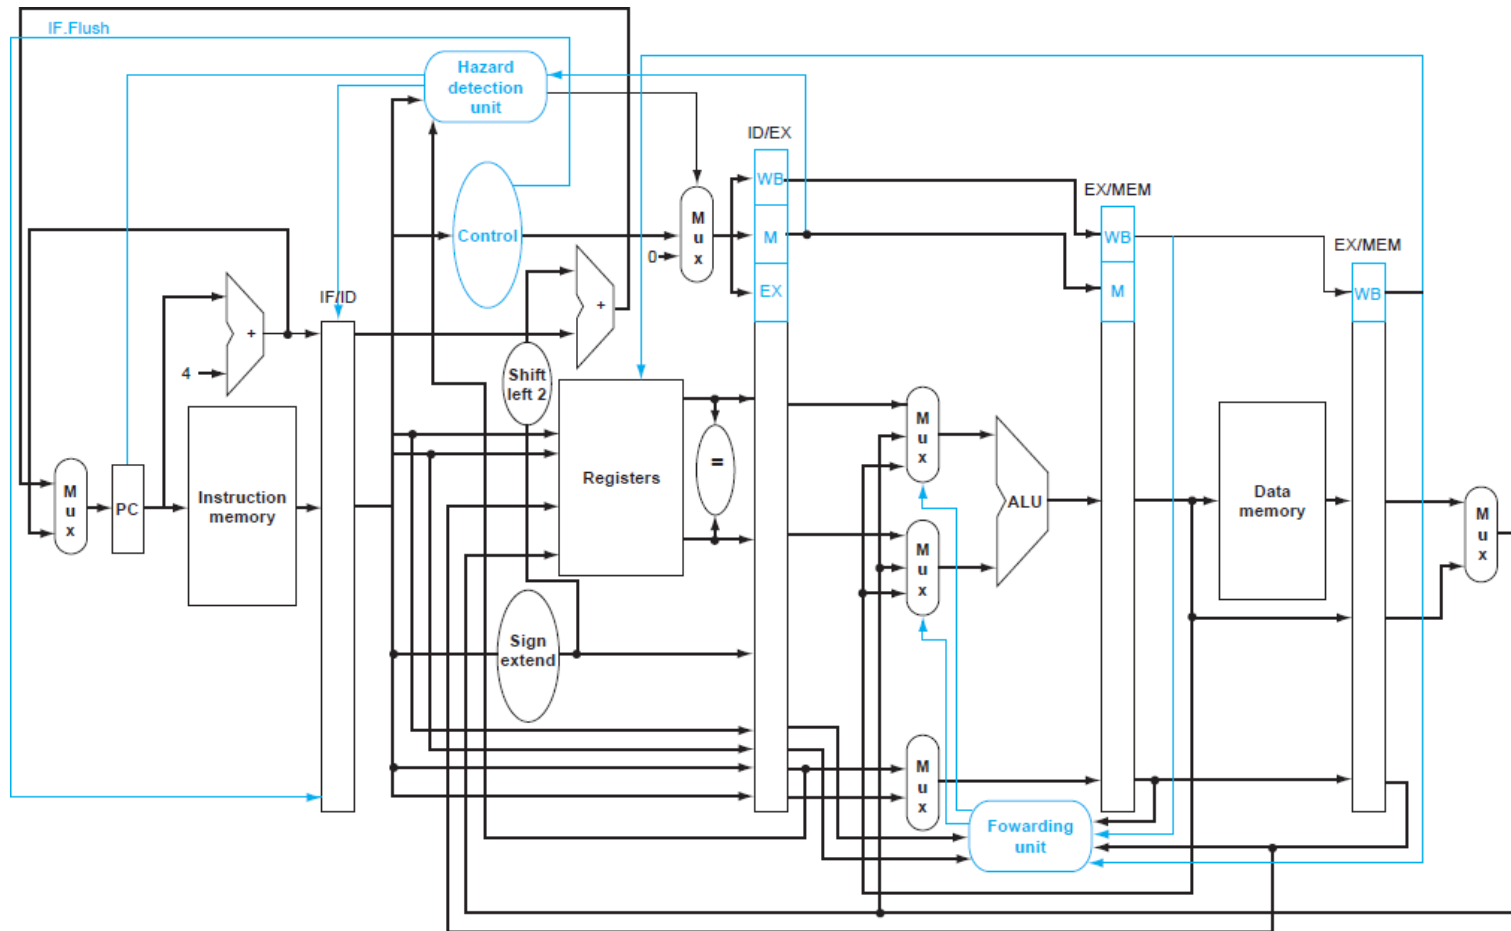 IF.Flush
Hazard
detection
unit
ID/EX
WB
EX/MEM
M
u
x
Control
M
WB
EX/MEM
0
IF/ID
+
EX
M
WB
+
4
Shift
left 2
M
u
x
M
u
x
PC
Instruction
memory
Registers
=
ALU
Data
memory
M
u
x
M
u
x
Sign
extend
M
u
x
Fowarding
unit